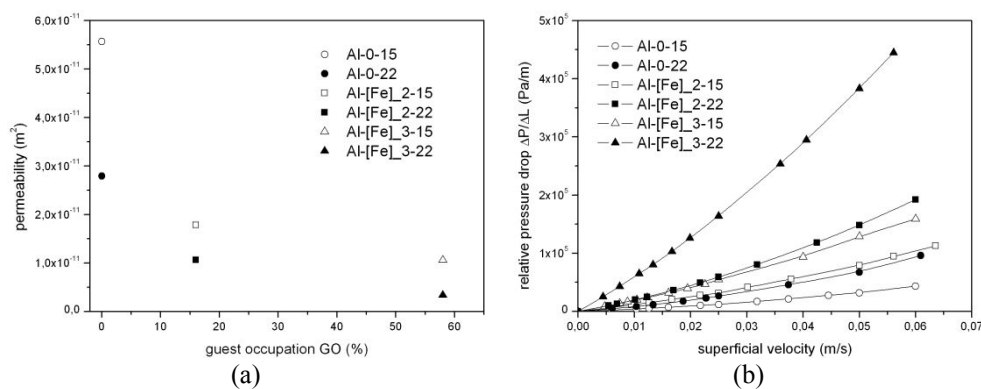 6,0x10⁻¹¹
5,0x10⁻¹¹
4,0x10⁻¹¹
3,0x10⁻¹¹
2,0x10⁻¹¹
1,0x10⁻¹¹
0,0
permeability (m²)
0 10 20 30 40 50 60
guest occupation GO (%)
Al-0-15
Al-0-22
Al-[Fe]_2-15
Al-[Fe]_2-22
Al-[Fe]_3-15
Al-[Fe]_3-22
(a)
5x10⁵
4x10⁵
3x10⁵
2x10⁵
1x10⁵
0
relative pressure drop ΔP/ΔL (Pa/m)
0,00 0,01 0,02 0,03 0,04 0,05 0,06 0,07
superficial velocity (m/s)
Al-0-15
Al-0-22
Al-[Fe]_2-15
Al-[Fe]_2-22
Al-[Fe]_3-15
Al-[Fe]_3-22
(b)